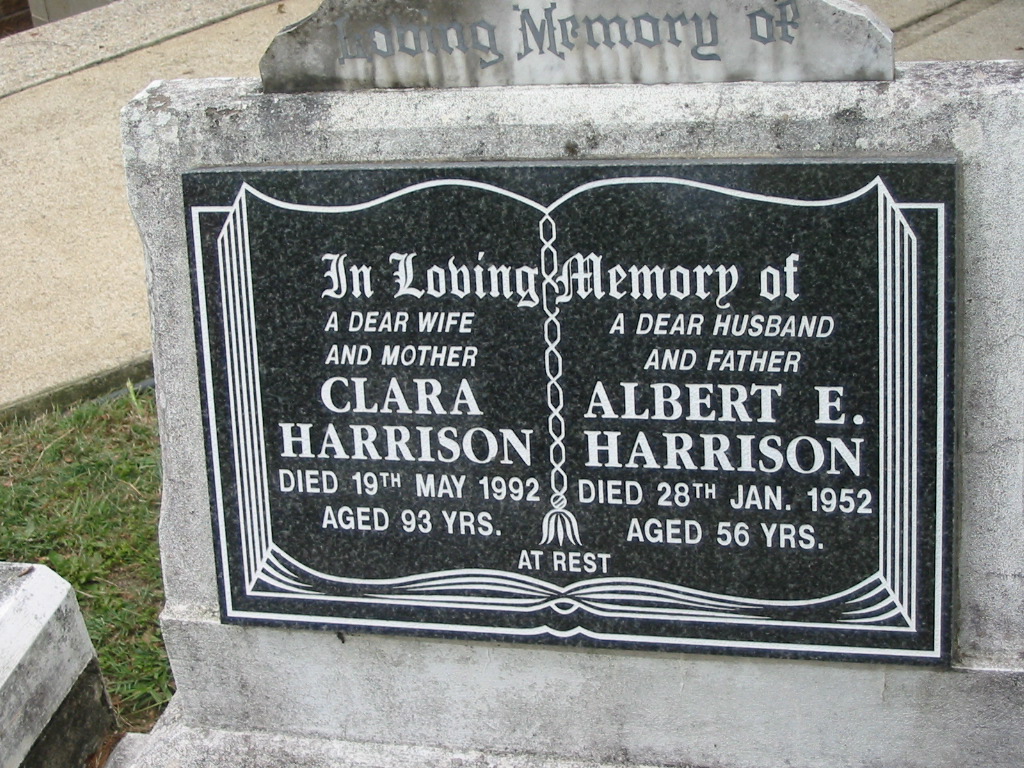 Loving Memory of
In Loving Memory of
A DEAR WIFE
AND MOTHER
CLARA
HARRISON
DIED 19TH MAY 1992
AGED 93 YRS.
A DEAR HUSBAND
AND FATHER
ALBERT E.
HARRISON
DIED 28TH JAN. 1952
AGED 56 YRS.
AT REST